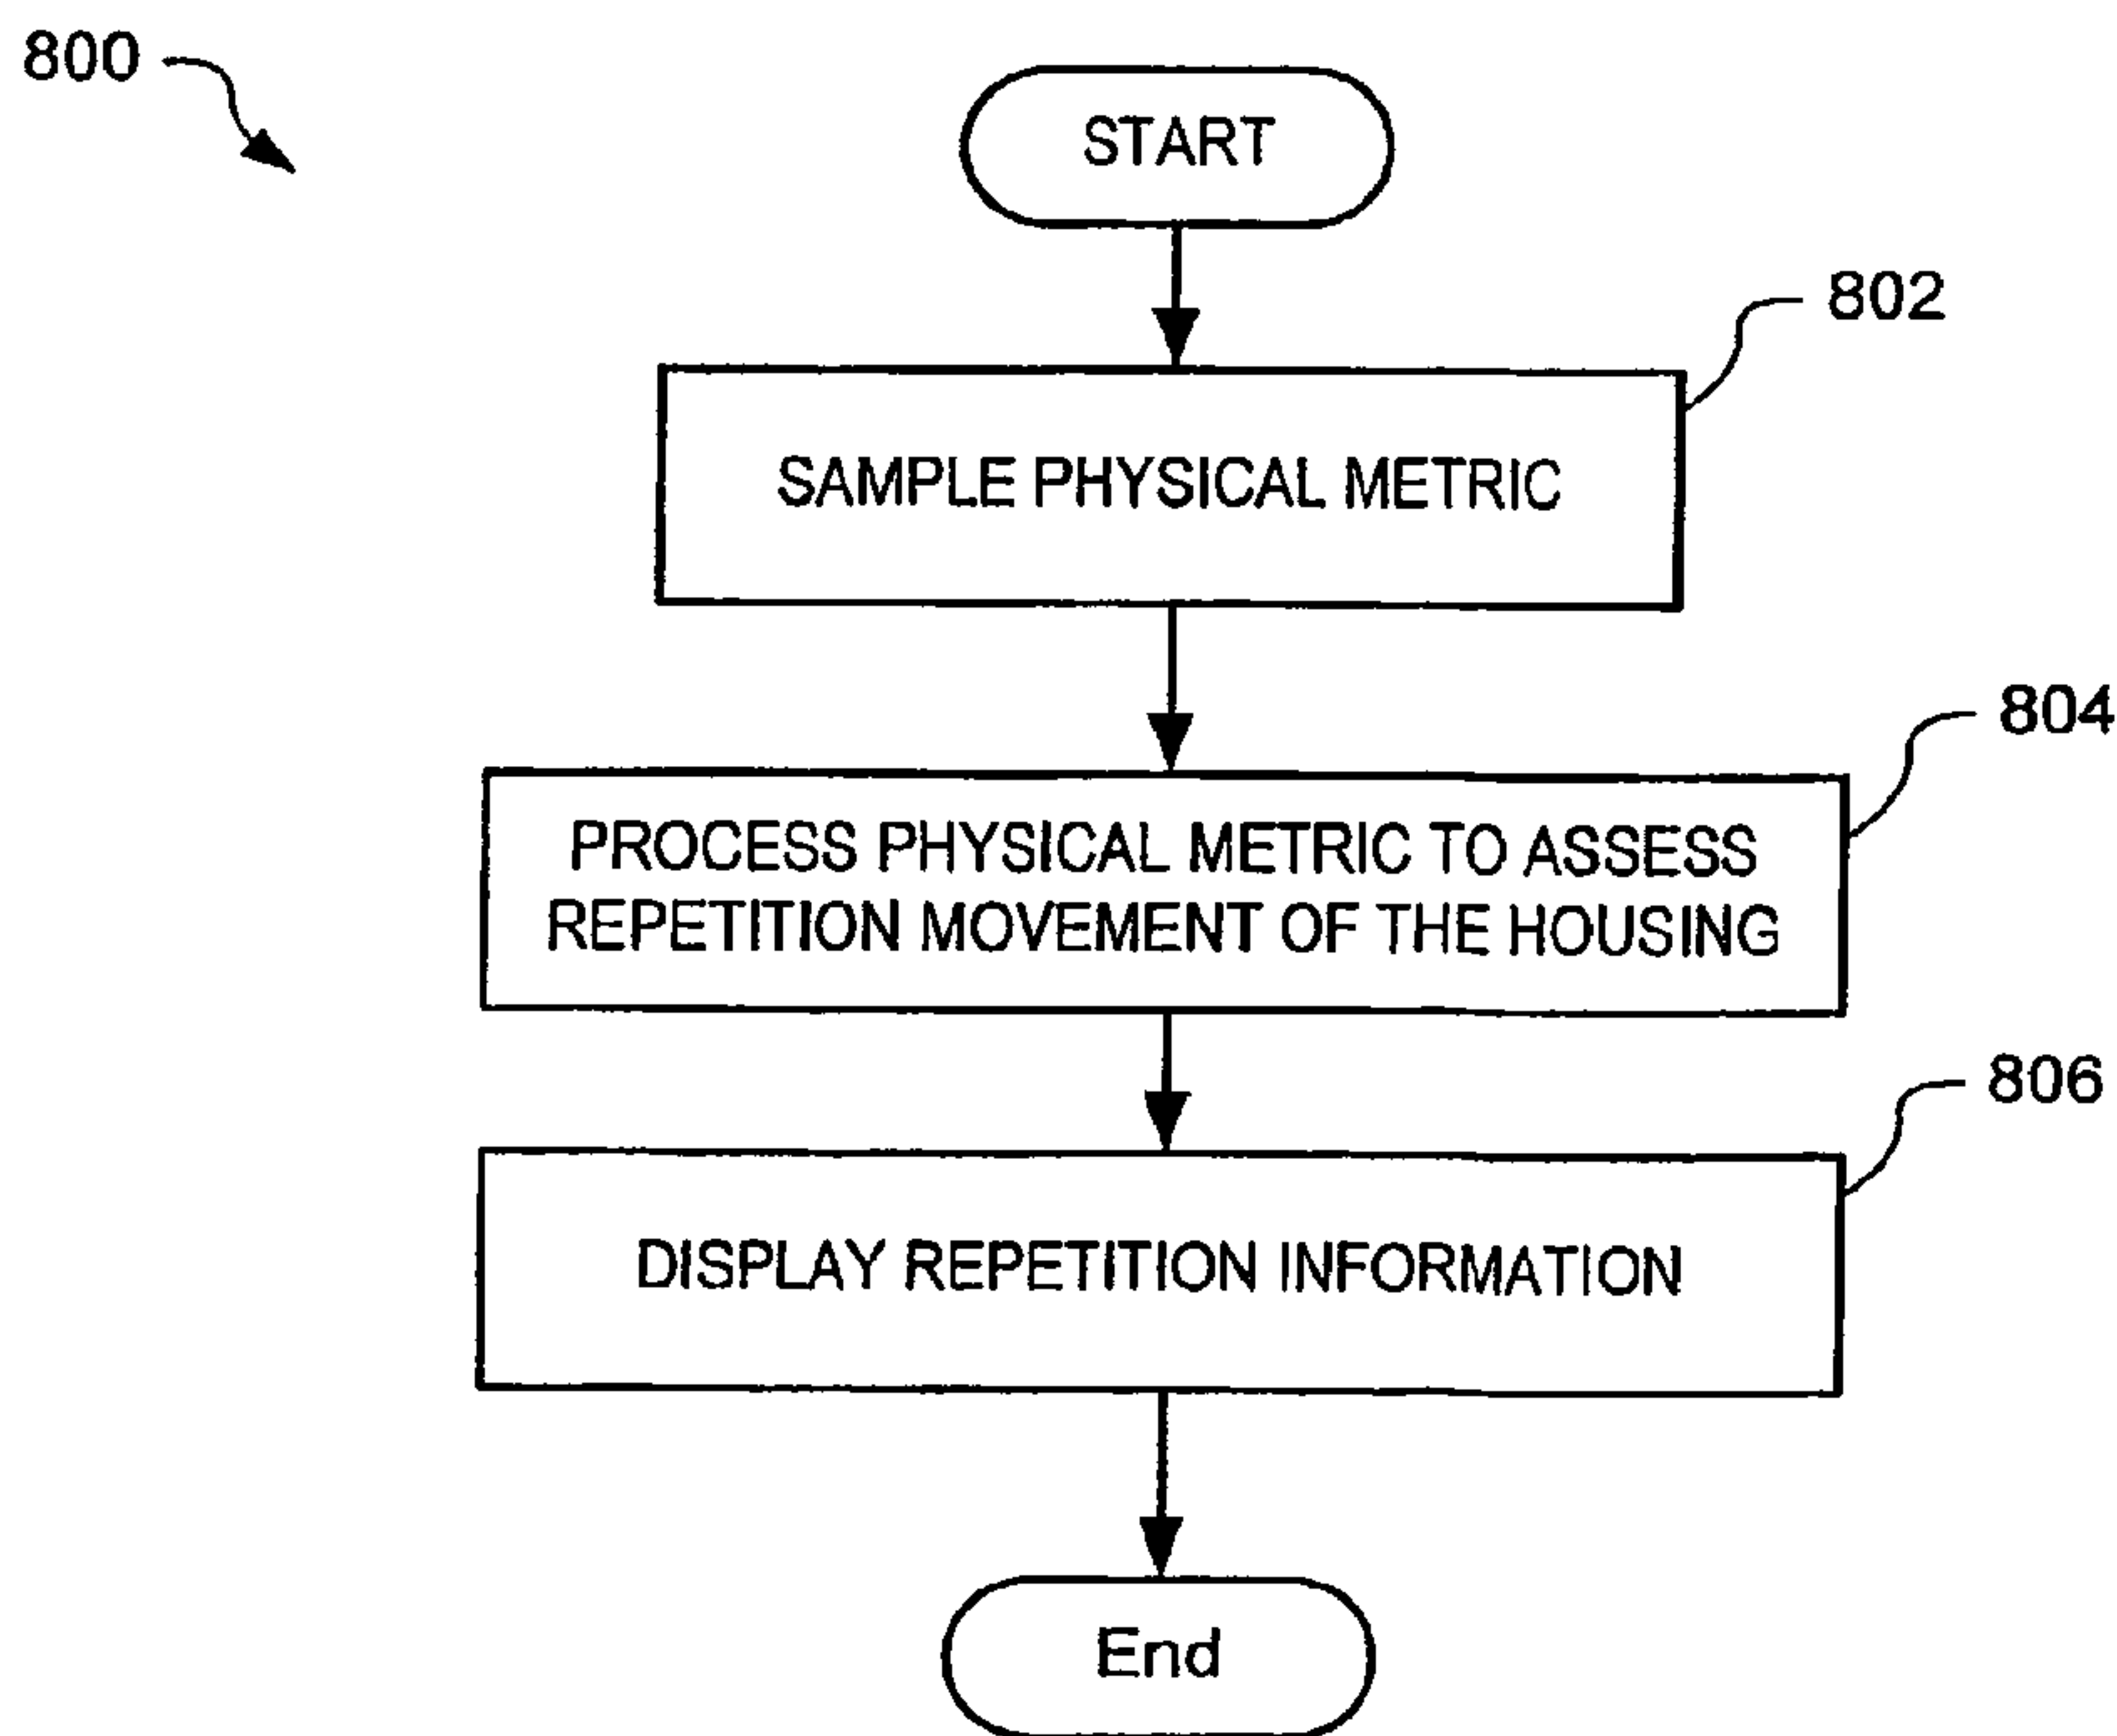 800
START
802
SAMPLE PHYSICAL METRIC
804
PROCESS PHYSICAL METRIC TO ASSESS
REPETITION MOVEMENT OF THE HOUSING
806
DISPLAY REPETITION INFORMATION
End